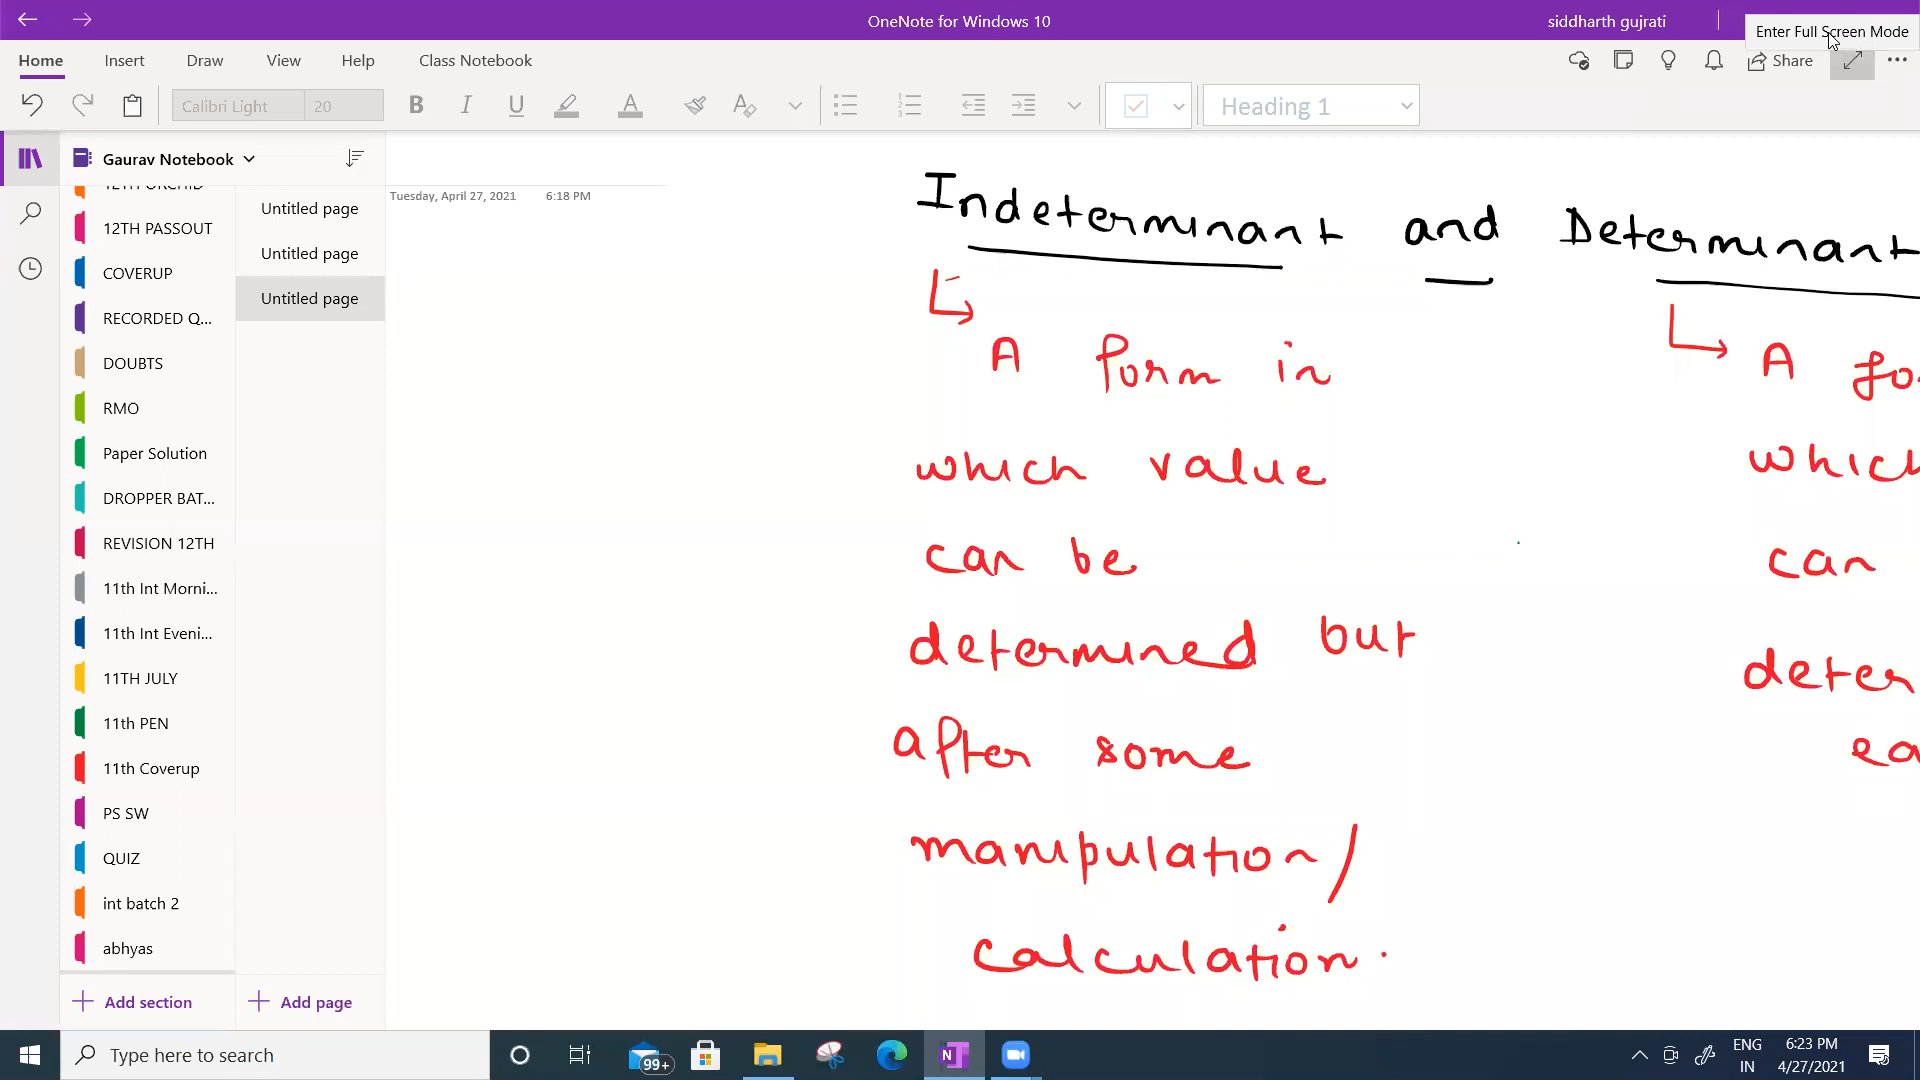 OneNote for Windows 10
siddharth gujrati
Enter Full Screen Mode
Home Insert Draw View Help Class Notebook
Share
Calibri Light 20 B I U A Heading 1
Gaurav Notebook
12TH ORCHID
12TH PASSOUT
COVERUP
RECORDED Q...
DOUBTS
RMO
Paper Solution
DROPPER BAT...
REVISION 12TH
11th Int Morni...
11th Int Eveni...
11TH JULY
11th PEN
11th Coverup
PS SW
QUIZ
int batch 2
abhyas
Add section
Untitled page
Untitled page
Untitled page
Add page
Tuesday, April 27, 2021 6:18 PM
Indeterminant and Determinant
A form in
which value
can be
determined but
after some
manipulation/
calculation.
A fo
which
can
deter
ea
Type here to search
99+
N
ENG
IN
6:23 PM
4/27/2021